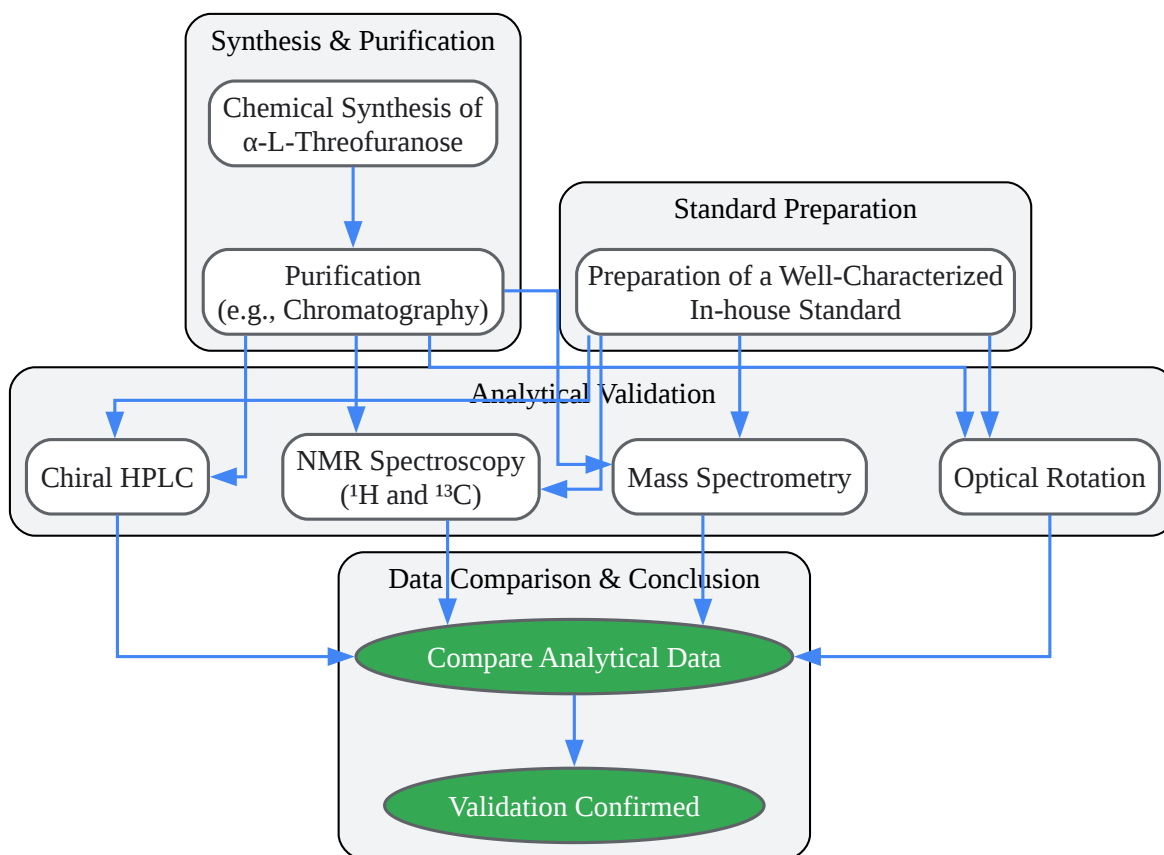 Synthesis & Purification
Chemical Synthesis of
α-L-Threofuranose
Purification
(e.g., Chromatography)
Standard Preparation
Preparation of a Well-Characterized
In-house Standard
Analytical Validation
Chiral HPLC
NMR Spectroscopy
(¹H and ¹³C)
Mass Spectrometry
Optical Rotation
Data Comparison & Conclusion
Compare Analytical Data
Validation Confirmed